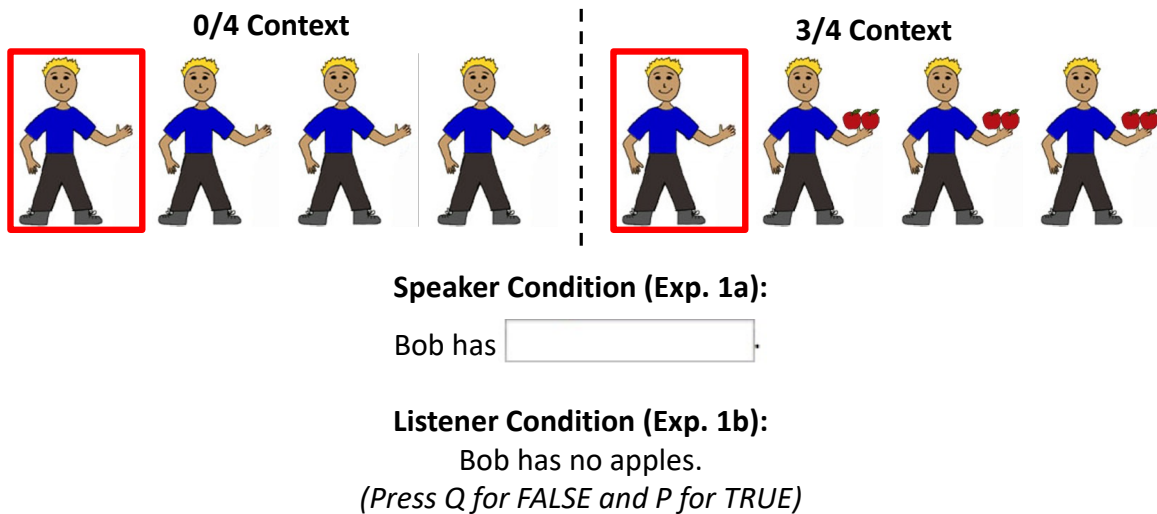 0/4 Context
3/4 Context
Speaker Condition (Exp. 1a):
Bob has .
Listener Condition (Exp. 1b):
Bob has no apples.
(Press Q for FALSE and P for TRUE)